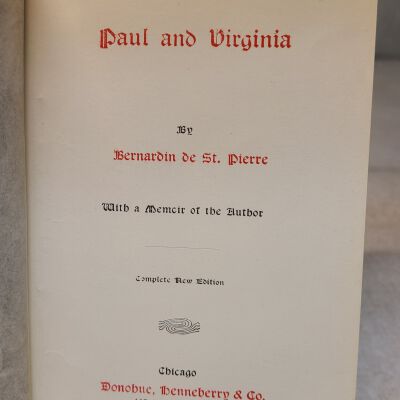 Paul and Virginia
By
Bernardin de St. Pierre
With a Memoir of the Author
Complete New Edition
Chicago
Donohue, Henneberry & Co.